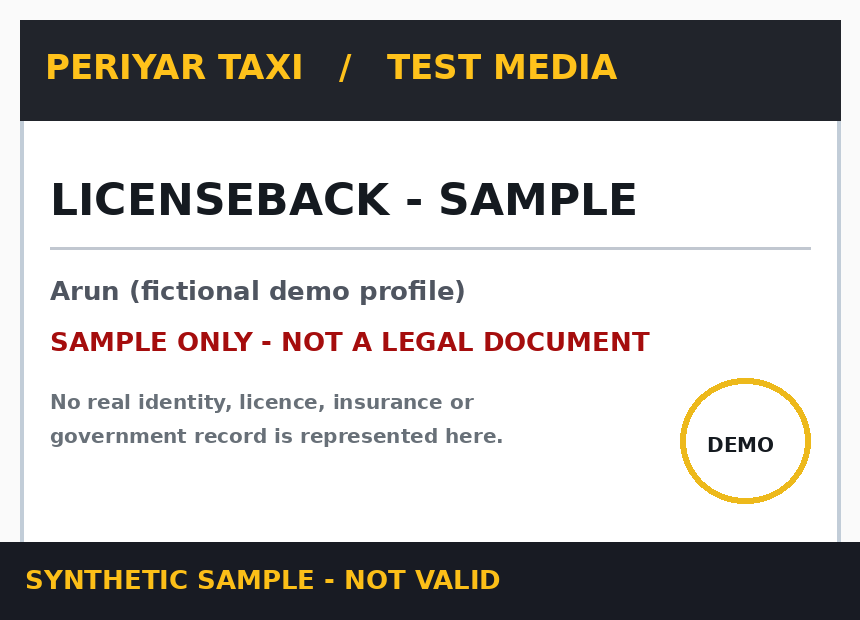 PERIYAR TAXI / TEST MEDIA
LICENSEBACK - SAMPLE
Arun (fictional demo profile)
SAMPLE ONLY - NOT A LEGAL DOCUMENT
No real identity, licence, insurance or
government record is represented here.
DEMO
SYNTHETIC SAMPLE - NOT VALID